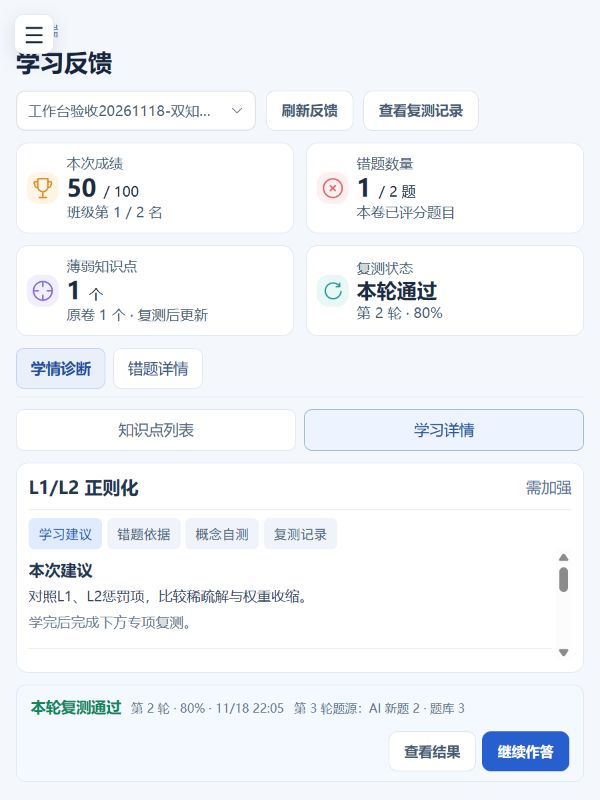 学习反馈
工作台验收20261118-双知...
刷新反馈
查看复测记录
本次成绩
50 / 100
班级第 1 / 2 名
错题数量
1 / 2 题
本卷已评分题目
薄弱知识点
1 个
原卷 1 个 · 复测后更新
复测状态
本轮通过
第 2 轮 · 80%
学情诊断
错题详情
知识点列表
学习详情
L1/L2 正则化
需加强
学习建议
错题依据
概念自测
复测记录
本次建议
对照L1、L2惩罚项，比较稀疏解与权重收缩。
学完后完成下方专项复测。
本轮复测通过 第 2 轮 · 80% · 11/18 22:05 第 3 轮题源：AI 新题 2 · 题库 3
查看结果
继续作答